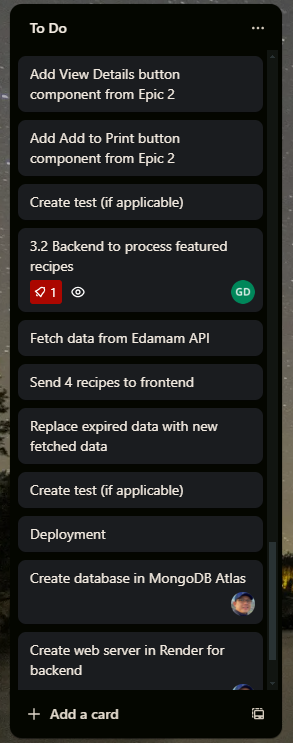 To Do
Add View Details button
component from Epic 2
Add Add to Print button
component from Epic 2
Create test (if applicable)
3.2 Backend to process featured
recipes
1
GD
Fetch data from Edamam API
Send 4 recipes to frontend
Replace expired data with new
fetched data
Create test (if applicable)
Deployment
Create database in MongoDB Atlas
Create web server in Render for
backend
Add a card